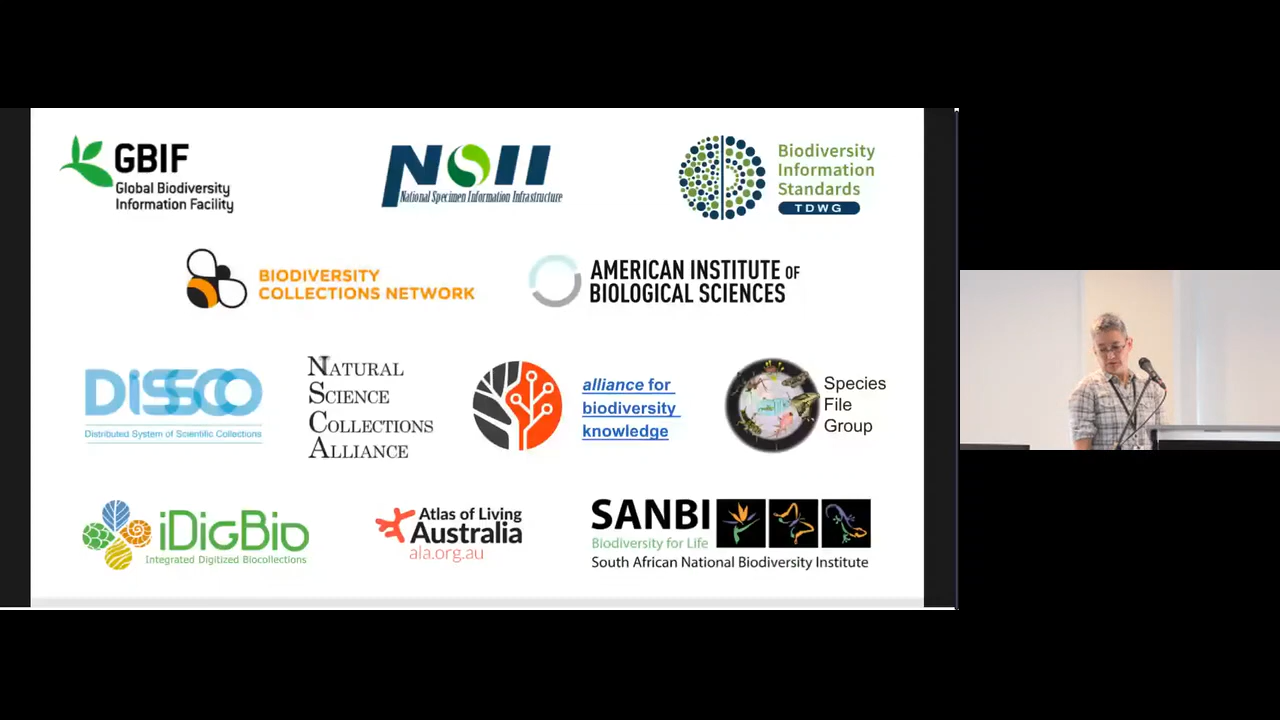 GBIF
Global Biodiversity
Information Facility
NSII
National Specimen Information Infrastructure
Biodiversity
Information
Standards
TDWG
BIODIVERSITY
COLLECTIONS NETWORK
AMERICAN INSTITUTE OF
BIOLOGICAL SCIENCES
DiSSCO
Distributed System of Scientific Collections
NATURAL
SCIENCE
COLLECTIONS
ALLIANCE
alliance for
biodiversity
knowledge
Species
File
Group
iDigBio
Integrated Digitized Biocollections
Atlas of Living
Australia
ala.org.au
SANBI
Biodiversity for Life
South African National Biodiversity Institute